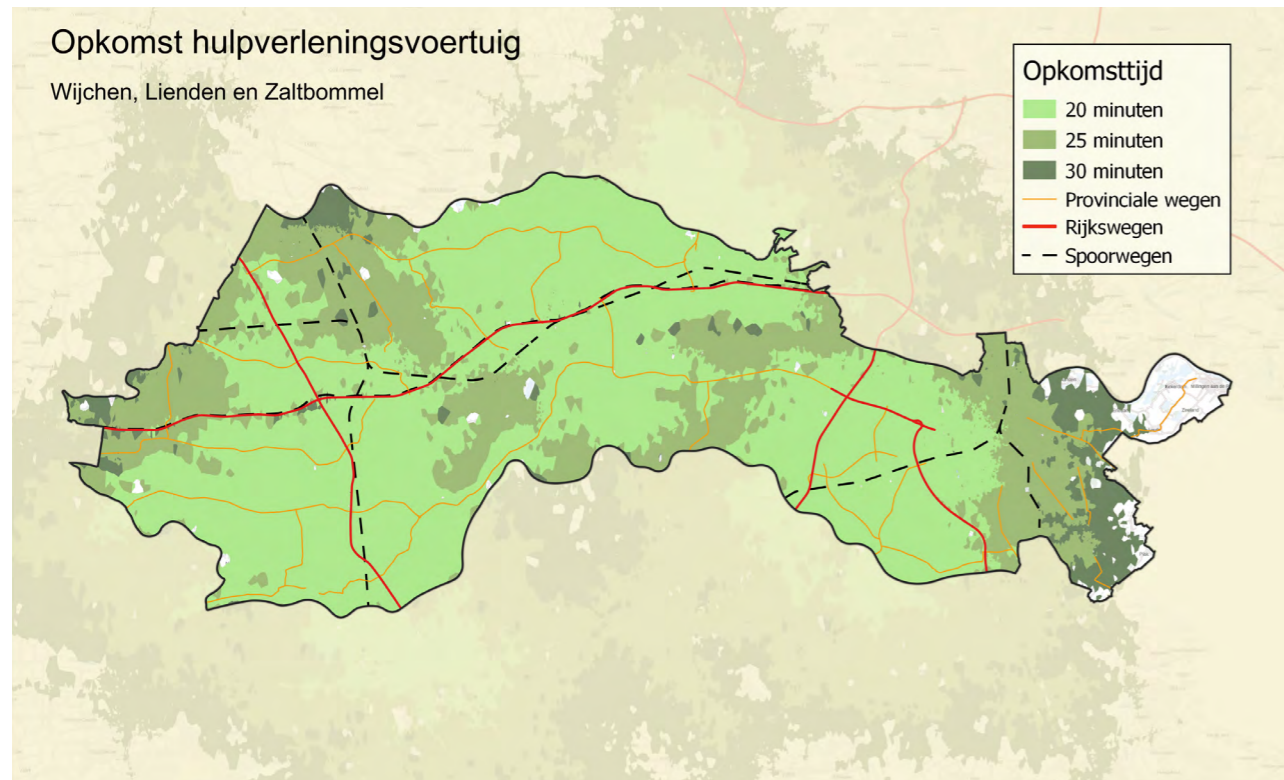 Opkomst hulpverleningsvoertuig
Wijchen, Lienden en Zaltbommel
Opkomsttijd
20 minuten
25 minuten
30 minuten
Provinciale wegen
Rijkswegen
Spoorwegen